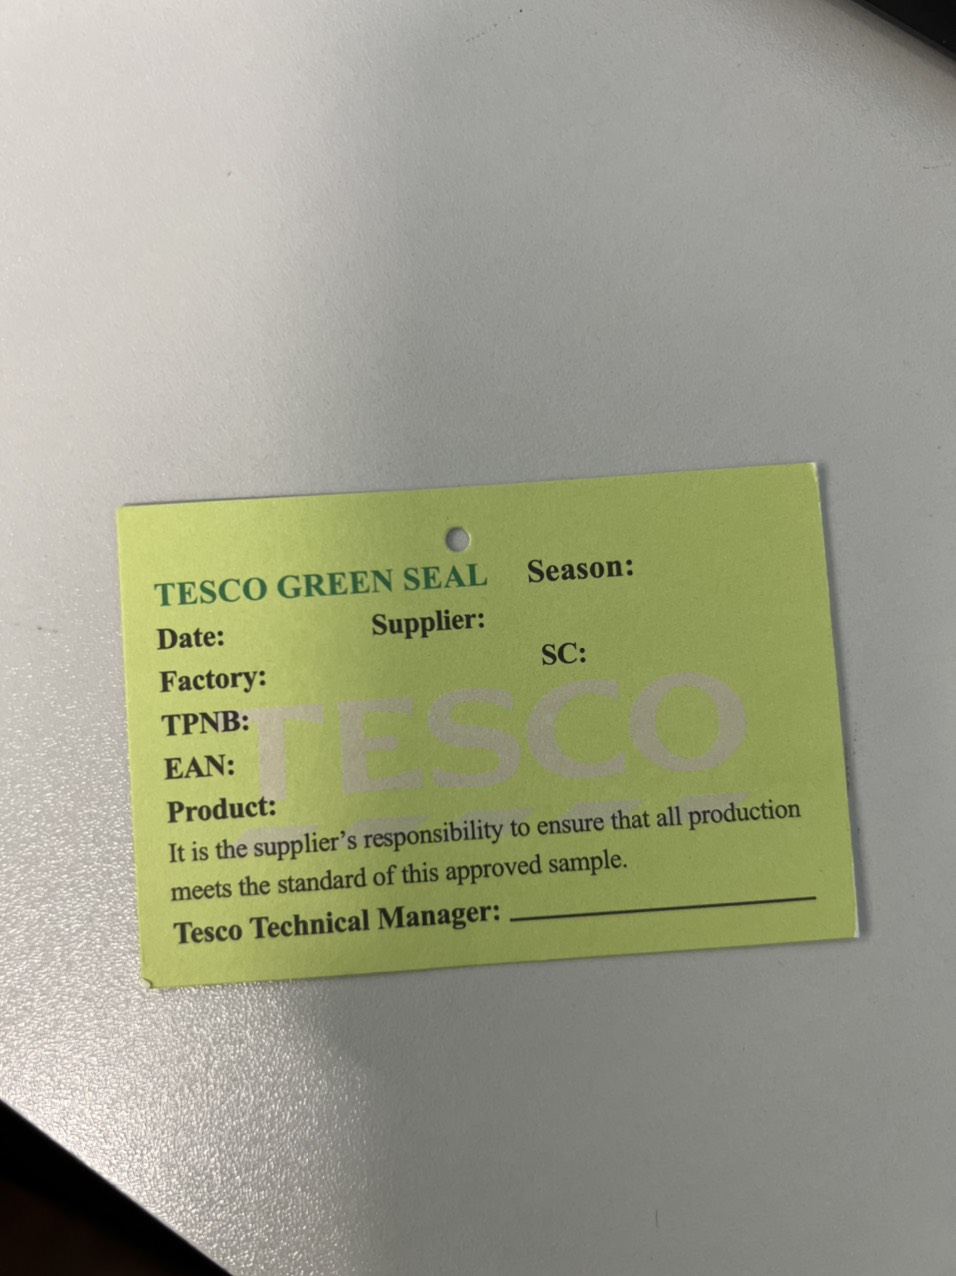 TESCO GREEN SEAL Season:
Date: Supplier:
Factory: SC:
TPNB:
EAN:
TESCO
Product:
It is the supplier's responsibility to ensure that all production
meets the standard of this approved sample.
Tesco Technical Manager: